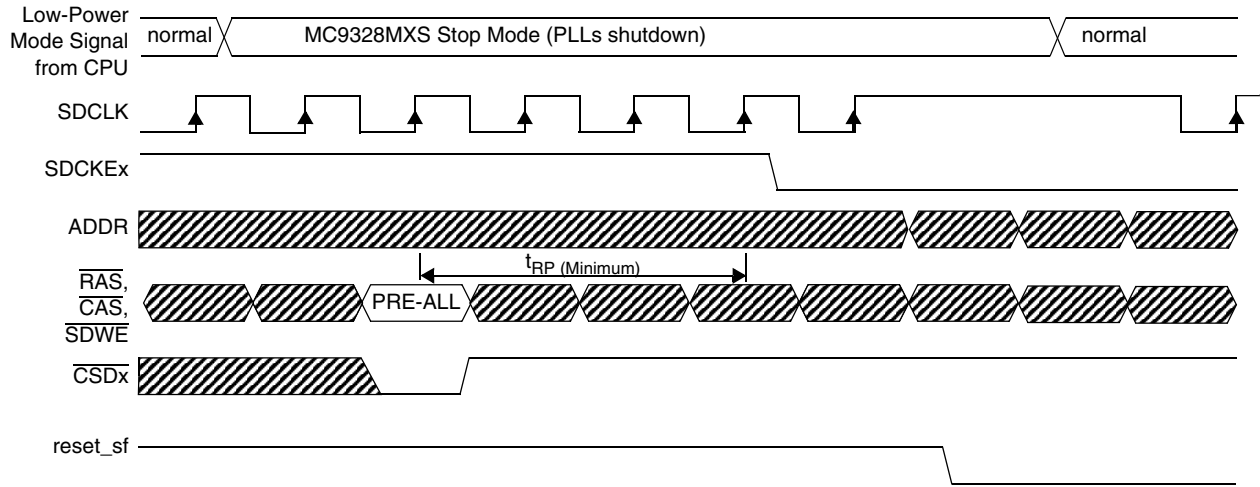 Low-Power
Mode Signal
from CPU
normal
MC9328MXS Stop Mode (PLLs shutdown)
normal
SDCLK
SDCKEx
ADDR
tRP (Minimum)
RAS,
CAS,
SDWE
PRE-ALL
CSDx
reset_sf